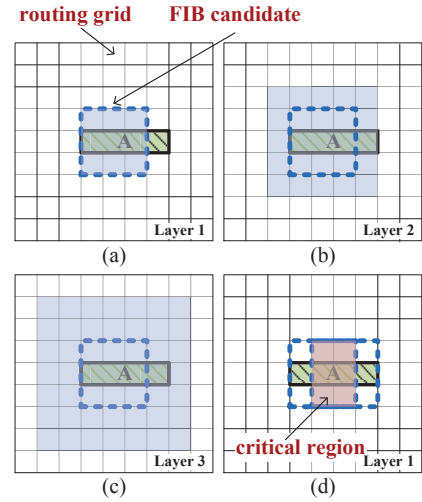 routing grid FIB candidate
A
Layer 1
(a)
A
Layer 2
(b)
A
Layer 3
(c)
A
critical region
Layer 1
(d)